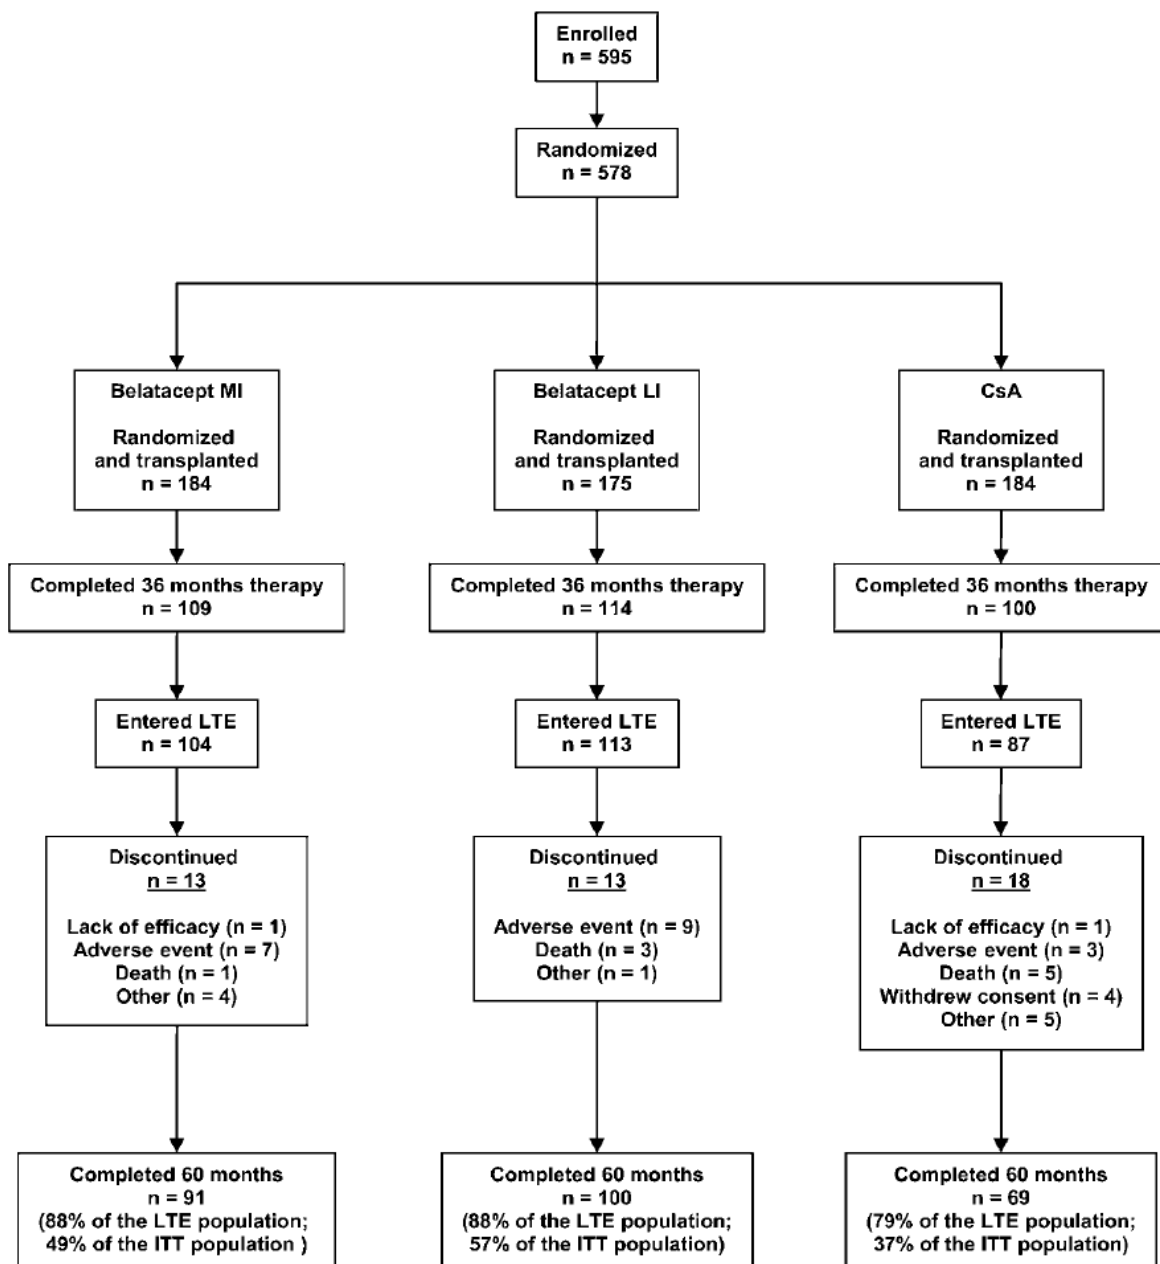 Enrolled
n = 595
Randomized
n = 578
Belatacept MI
Randomized
and transplanted
n = 184
Belatacept LI
Randomized
and transplanted
n = 175
CsA
Randomized
and transplanted
n = 184
Completed 36 months therapy
n = 109
Completed 36 months therapy
n = 114
Completed 36 months therapy
n = 100
Entered LTE
n = 104
Entered LTE
n = 113
Entered LTE
n = 87
Discontinued
n = 13
Lack of efficacy (n = 1)
Adverse event (n = 7)
Death (n = 1)
Other (n = 4)
Discontinued
n = 13
Adverse event (n = 9)
Death (n = 3)
Other (n = 1)
Discontinued
n = 18
Lack of efficacy (n = 1)
Adverse event (n = 3)
Death (n = 5)
Withdrew consent (n = 4)
Other (n = 5)
Completed 60 months
n = 91
(88% of the LTE population;
49% of the ITT population )
Completed 60 months
n = 100
(88% of the LTE population;
57% of the ITT population)
Completed 60 months
n = 69
(79% of the LTE population;
37% of the ITT population)